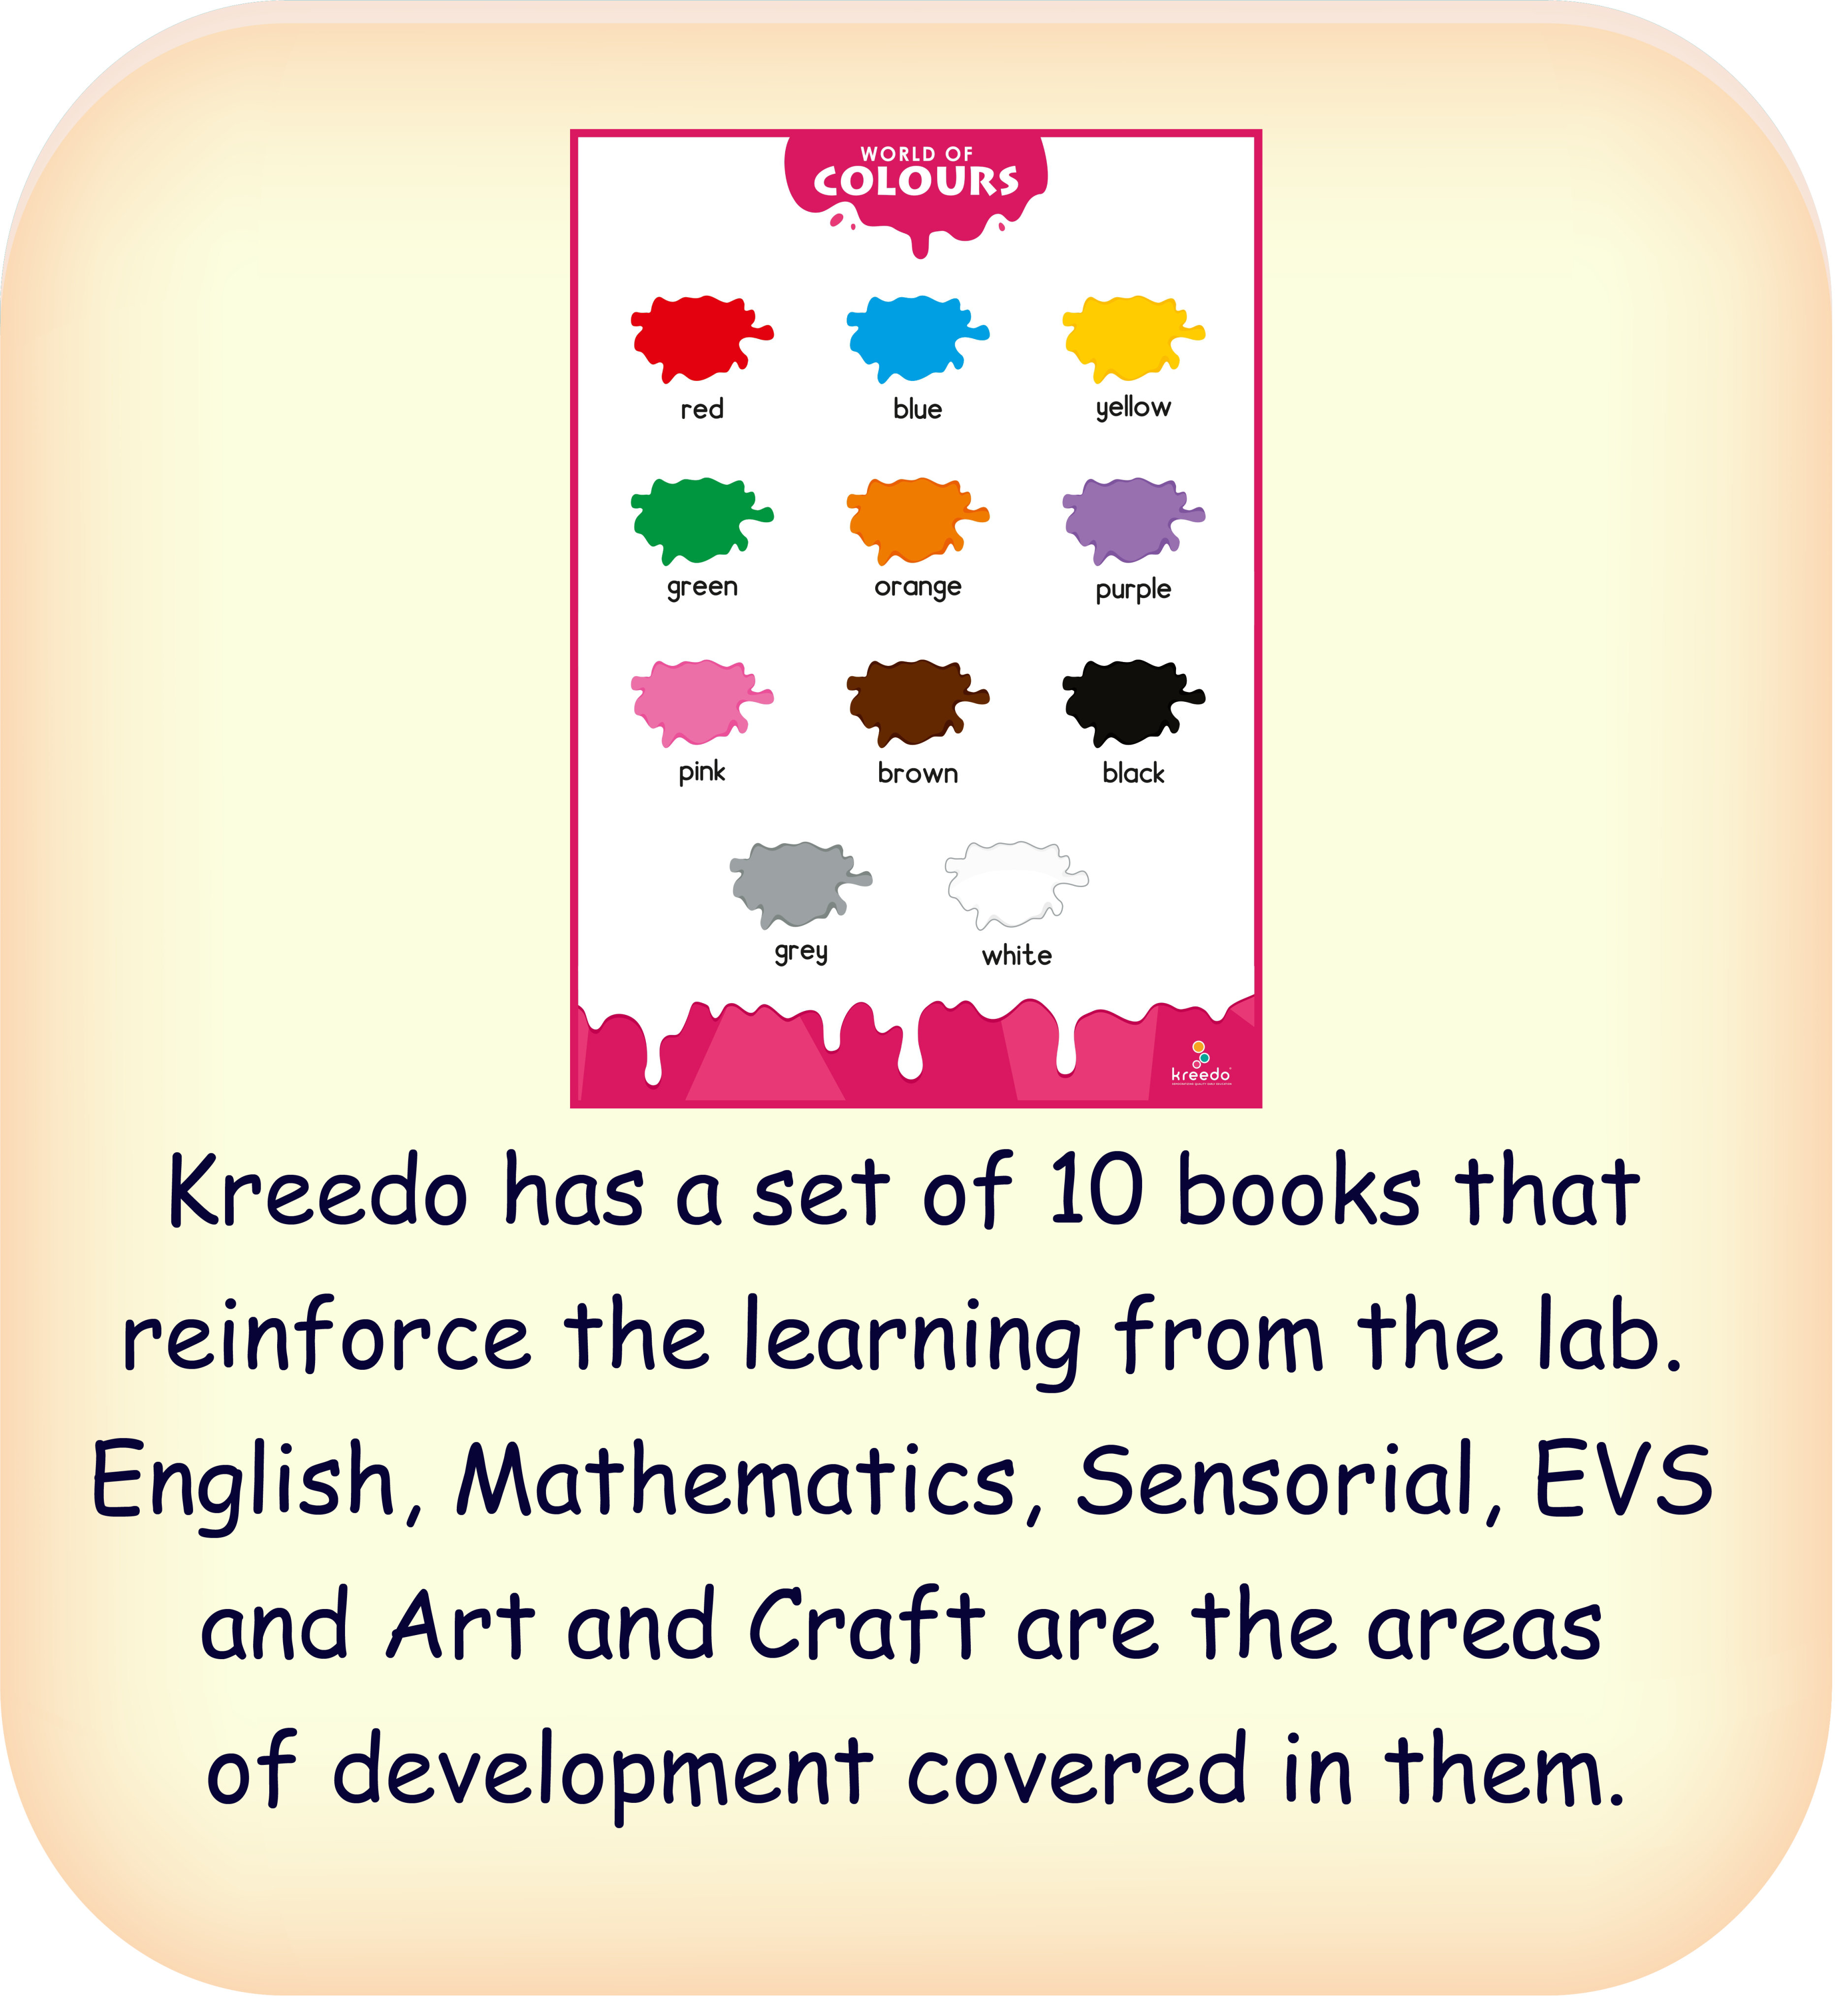 WORLD OF
COLOURS
red blue yellow
green orange purple
pink brown black
grey white
kreedo
Kreedo has a set of 10 books that
reinforce the learning from the lab.
English, Mathematics, Sensorial, EVS
and Art and Craft are the areas
of development covered in them.